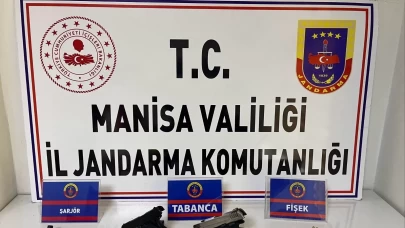 T.C.
MANİSA VALİLİĞİ
İL JANDARMA KOMUTANLIĞI
JANDARMA
ŞARJÖR
TABANCA
FİŞEK